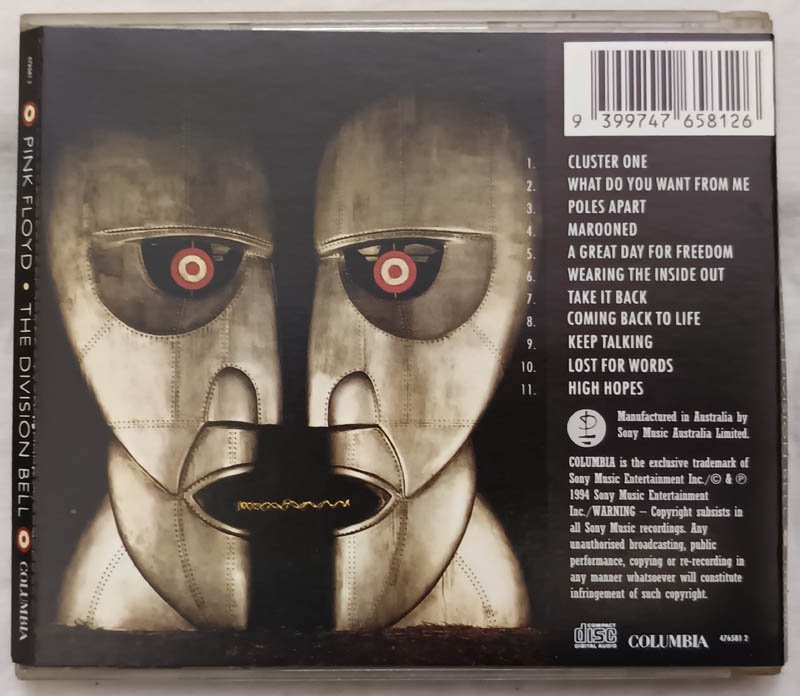 476581 2
PINK FLOYD • THE DIVISION BELL
COLUMBIA
9 399747 658126
1. CLUSTER ONE
2. WHAT DO YOU WANT FROM ME
3. POLES APART
4. MAROONED
5. A GREAT DAY FOR FREEDOM
6. WEARING THE INSIDE OUT
7. TAKE IT BACK
8. COMING BACK TO LIFE
9. KEEP TALKING
10. LOST FOR WORDS
11. HIGH HOPES
Manufactured in Australia by
Sony Music Australia Limited.
COLUMBIA is the exclusive trademark of
Sony Music Entertainment Inc./© & ℗
1994 Sony Music Entertainment
Inc./WARNING – Copyright subsists in
all Sony Music recordings. Any
unauthorised broadcasting, public
performance, copying or re-recording in
any manner whatsoever will constitute
infringement of such copyright.
COMPACT
disc
DIGITAL AUDIO
COLUMBIA
476581 2